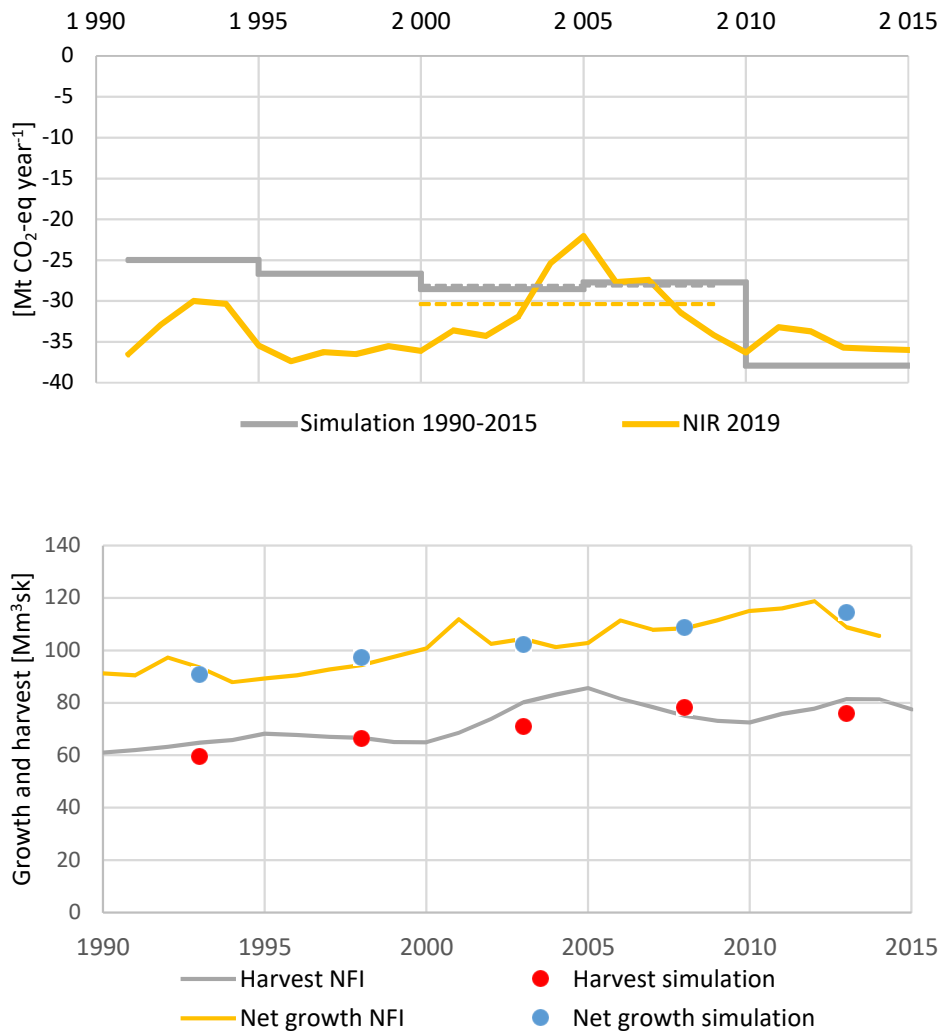 1 990 1 995 2 000 2 005 2 010 2 015
0
-5
-10
-15
-20
-25
-30
-35
-40
[Mt CO₂-eq year⁻¹]
Simulation 1990-2015 NIR 2019
140
120
100
80
60
40
20
0
Growth and harvest [Mm³sk]
1990 1995 2000 2005 2010 2015
Harvest NFI Harvest simulation
Net growth NFI Net growth simulation